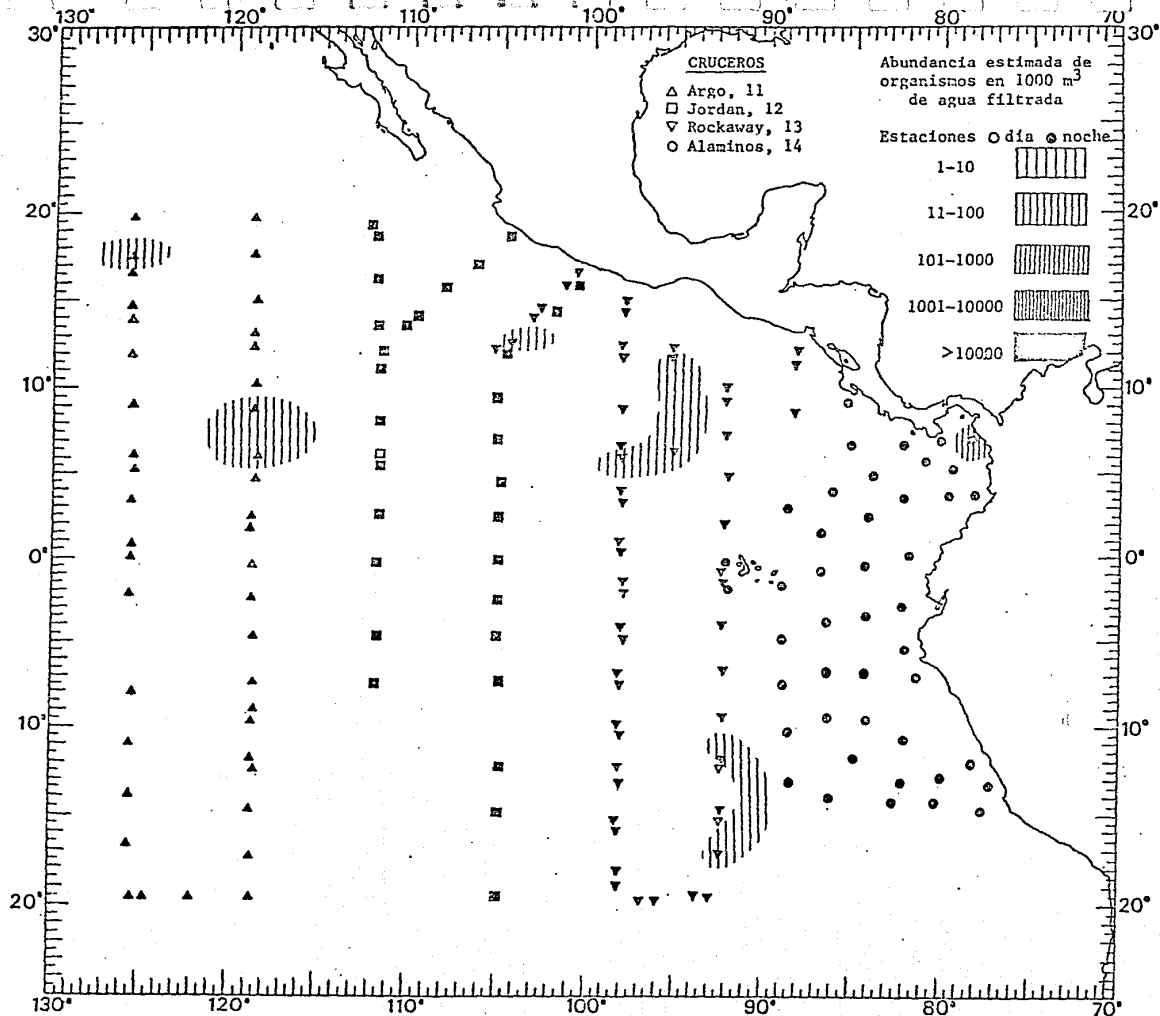 120° 110° 100° 90° 80° 70
30° 30°
CRUCEROS
△ Argo, 11
□ Jordan, 12
▽ Rockaway, 13
○ Alaminos, 14
Abundancia estimada de
organismos en 1000 m³
de agua filtrada
Estaciones ○ día ● noche
1-10
11-100
101-1000
1001-10000
>10000
20° 20°
10° 10°
0° 0°
10° 10°
20° 20°
130° 120° 110° 100° 90° 80° 70°